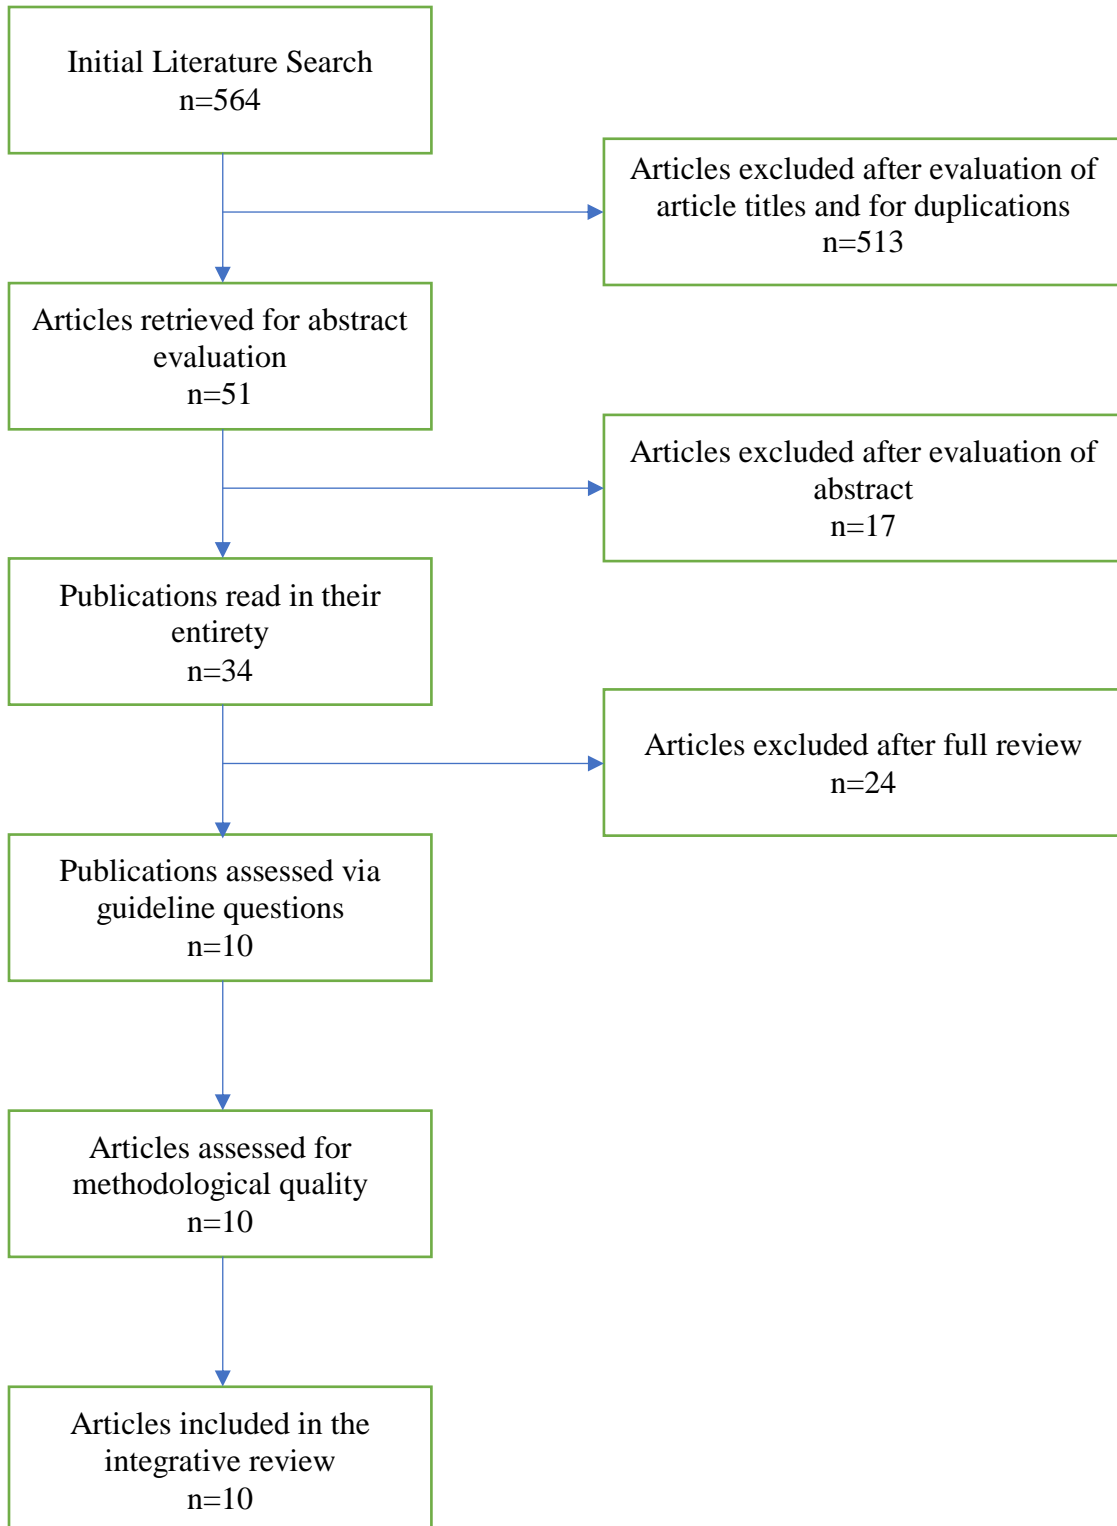 Initial Literature Search
n=564
Articles excluded after evaluation of
article titles and for duplications
n=513
Articles retrieved for abstract
evaluation
n=51
Articles excluded after evaluation of
abstract
n=17
Publications read in their
entirety
n=34
Articles excluded after full review
n=24
Publications assessed via
guideline questions
n=10
Articles assessed for
methodological quality
n=10
Articles included in the
integrative review
n=10